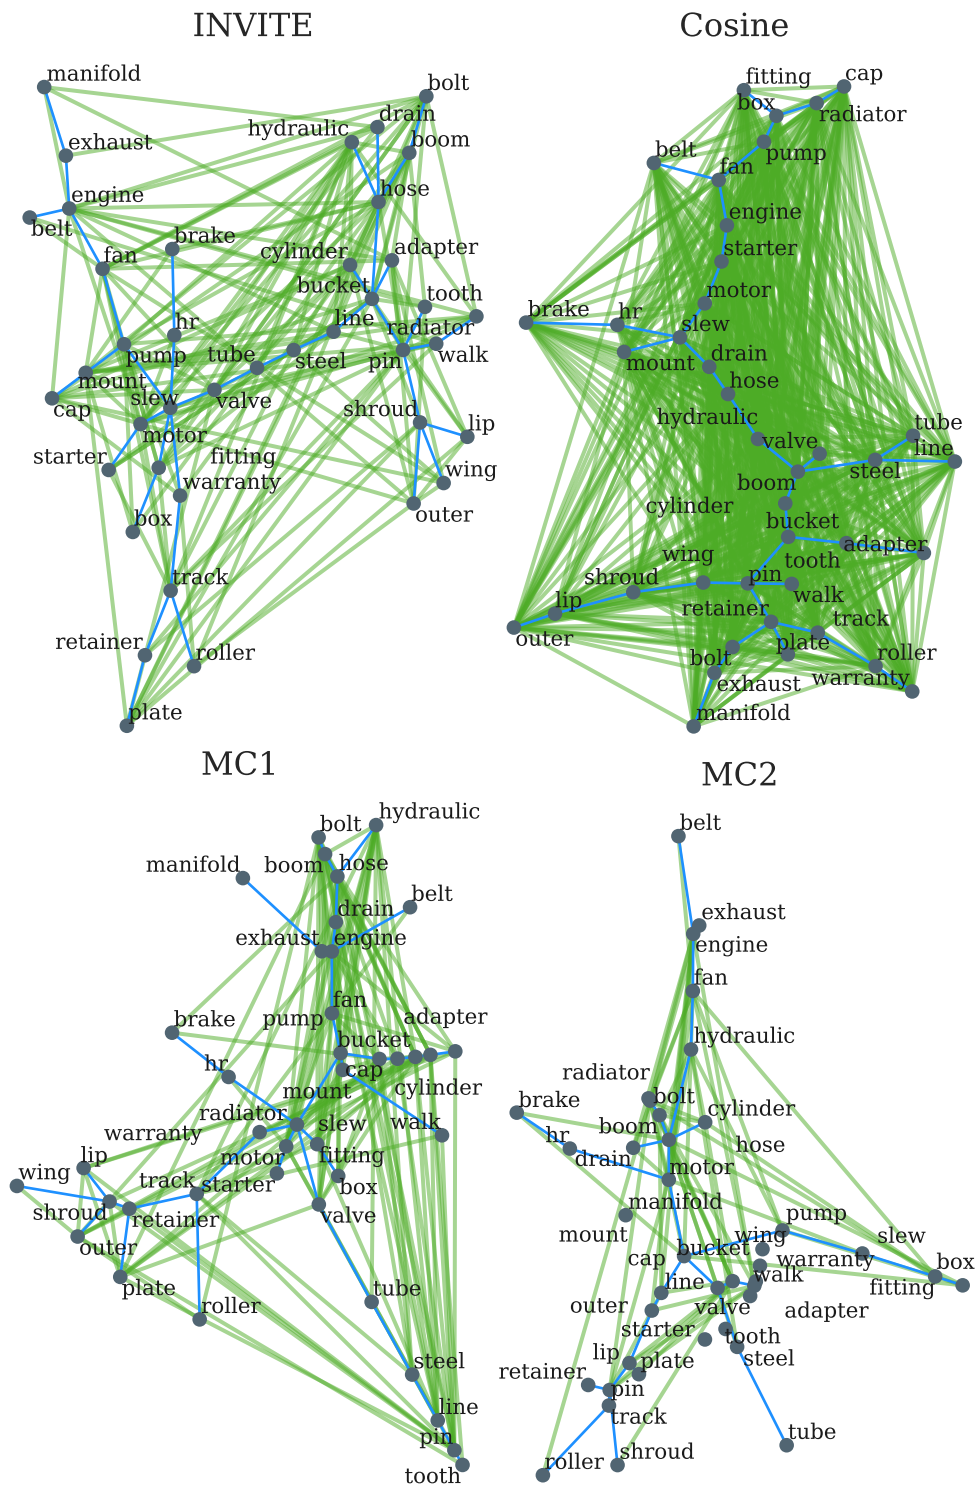 INVITE
manifold
bolt
drain
hydraulic
boom
exhaust
engine
hose
belt
brake
cylinder
adapter
fan
bucket
tooth
line
hr
radiator
pump
tube
steel
pin
walk
mount
slew
valve
cap
shroud
lip
motor
starter
fitting
wing
warranty
box
outer
track
retainer
roller
plate
Cosine
fitting
cap
box
radiator
pump
belt
fan
engine
starter
motor
brake
hr
slew
mount
drain
hose
hydraulic
tube
valve
line
steel
boom
cylinder
bucket
adapter
wing
tooth
shroud
pin
walk
lip
retainer
track
outer
plate
bolt
roller
exhaust
warranty
manifold
MC1
hydraulic
bolt
boom
hose
manifold
belt
drain
exhaust
engine
fan
brake
pump
adapter
bucket
hr
cap
mount
cylinder
radiator
slew
walk
warranty
motor
fitting
lip
wing
track
starter
box
shroud
retainer
valve
outer
plate
tube
roller
steel
line
pin
tooth
MC2
belt
exhaust
engine
fan
hydraulic
radiator
brake
bolt
cylinder
boom
hr
drain
hose
motor
manifold
mount
pump
wing
slew
cap
bucket
warranty
box
line
walk
fitting
outer
valve
adapter
starter
tooth
lip
plate
steel
retainer
pin
track
tube
roller
shroud